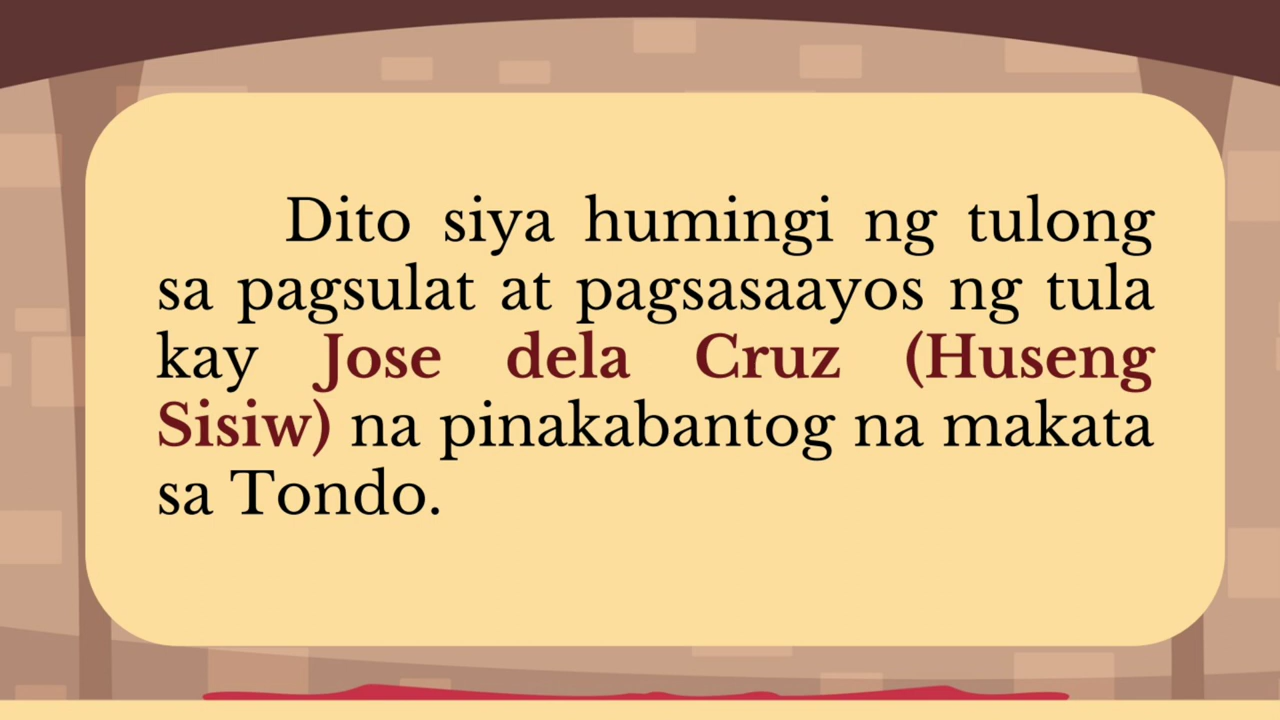 Dito siya humingi ng tulong
sa pagsulat at pagsasaayos ng tula
kay Jose dela Cruz (Huseng
Sisiw) na pinakabantog na makata
sa Tondo.